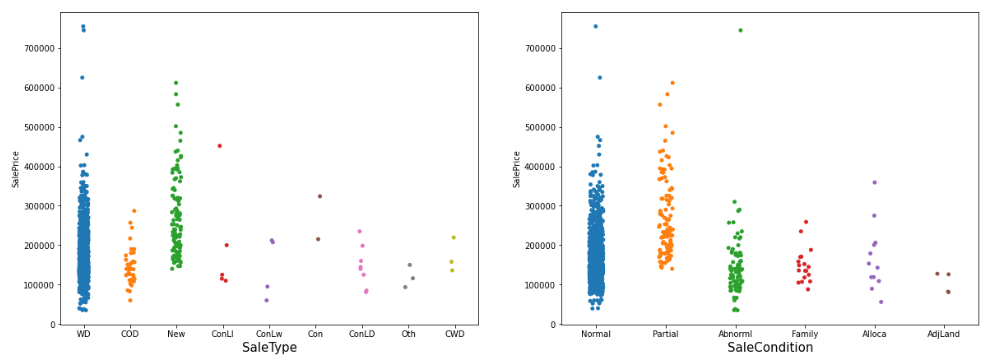 700000
600000
500000
400000
300000
200000
100000
0
SalePrice
WD COD New ConLI ConLw Con ConLD Oth CWD
SaleType
700000
600000
500000
400000
300000
200000
100000
0
SalePrice
Normal Partial Abnorml Family Alloca AdjLand
SaleCondition